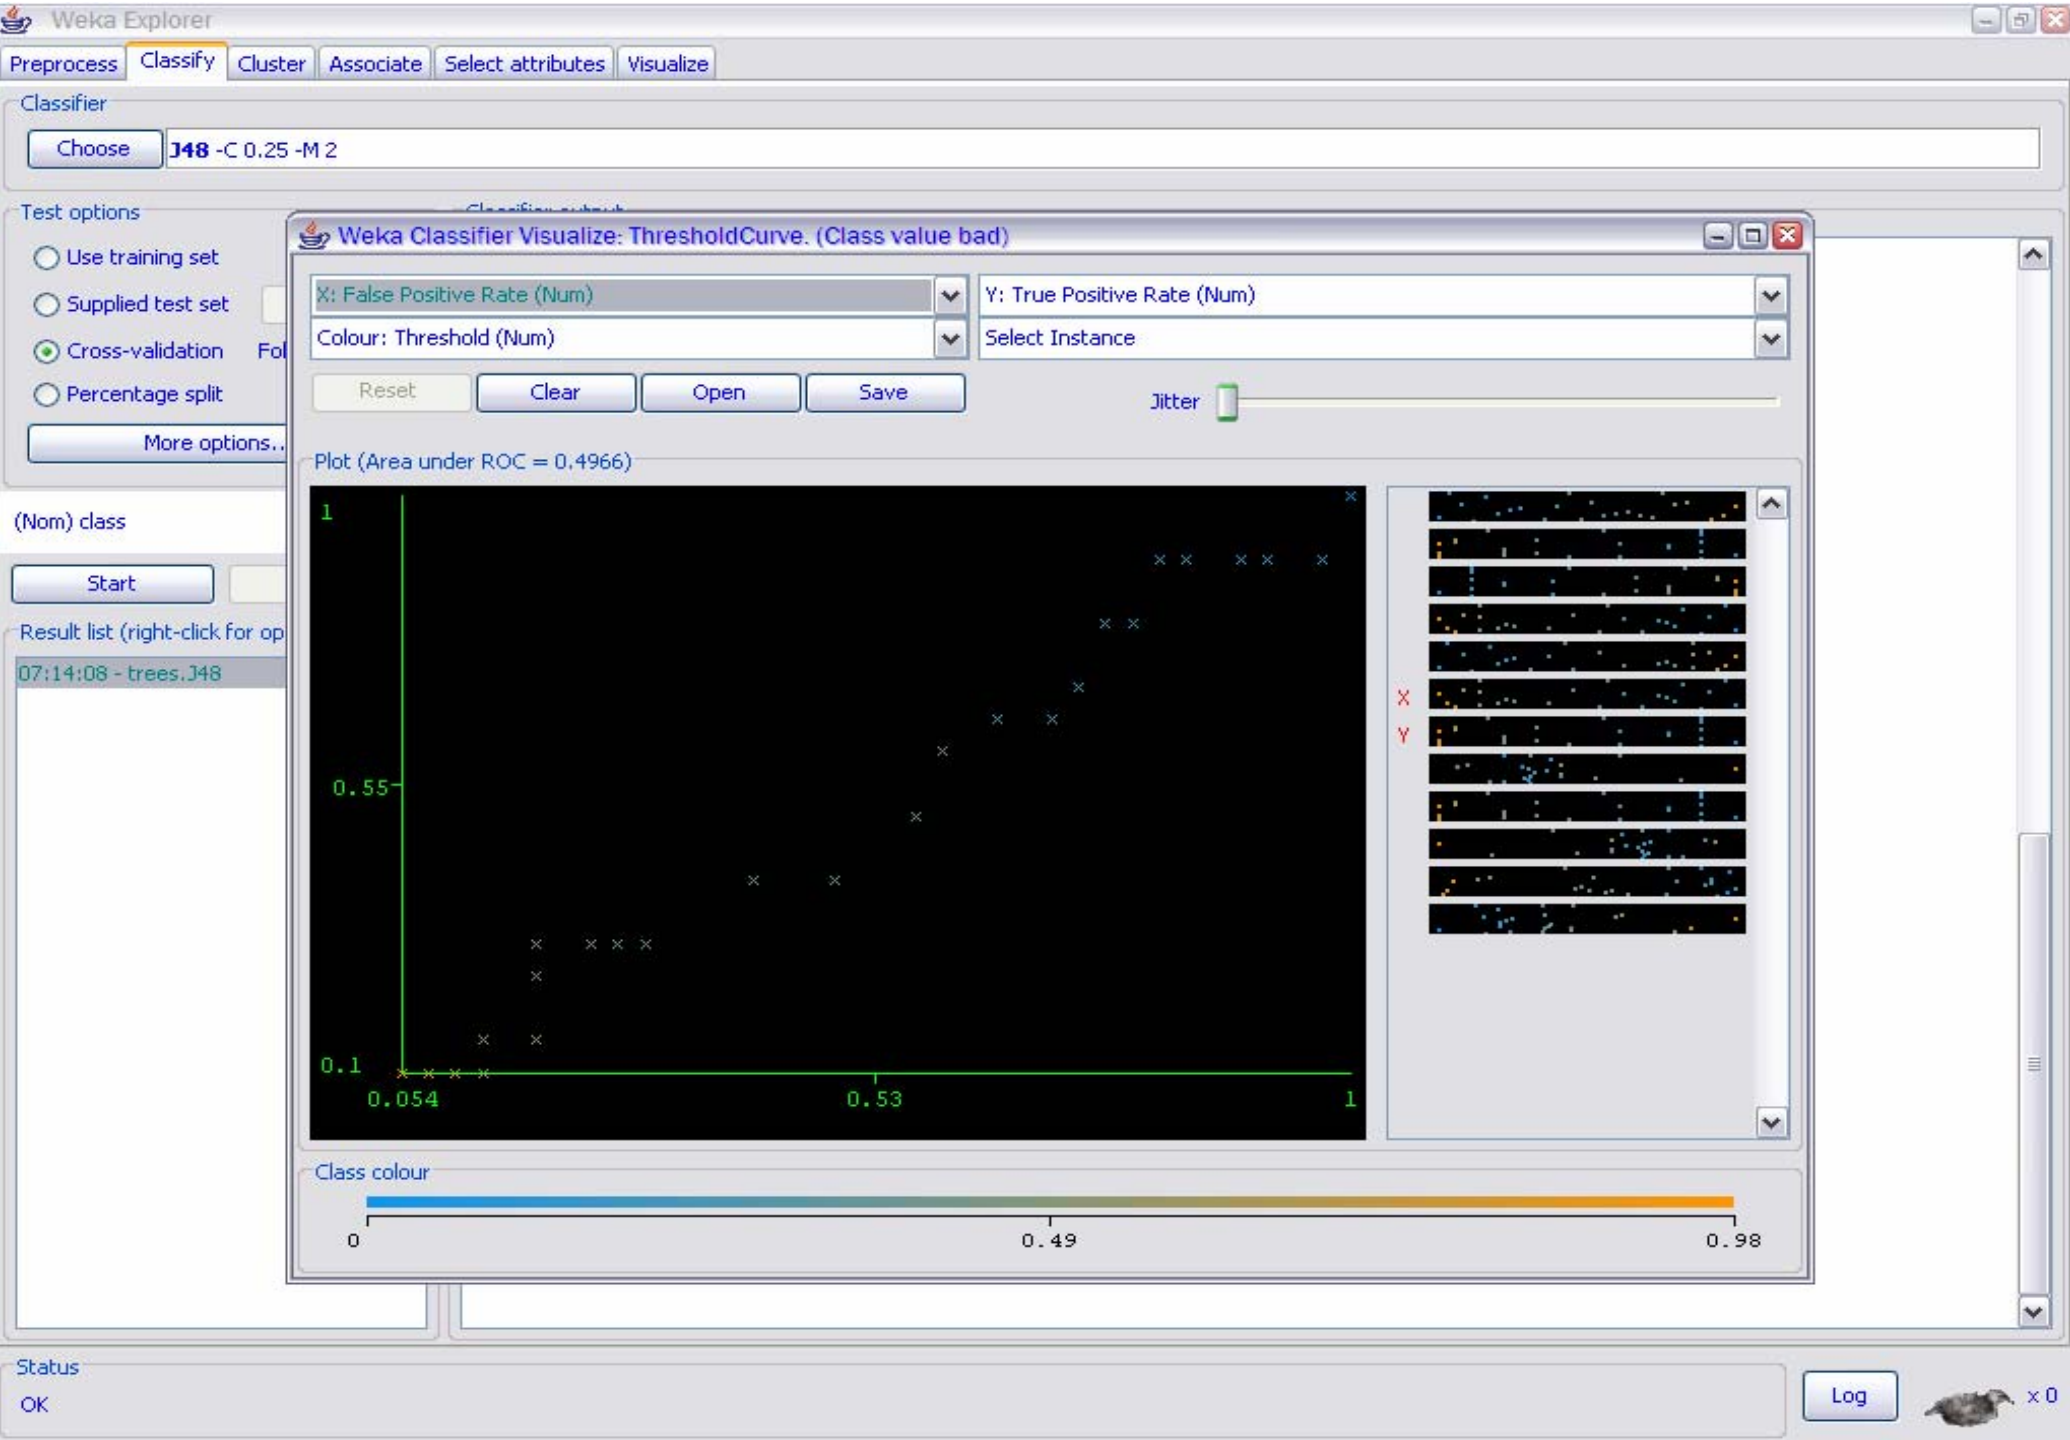 Weka Explorer
Preprocess Classify Cluster Associate Select attributes Visualize
Classifier
Choose J48 -C 0.25 -M 2
Test options
Classifier output
Use training set
Supplied test set
Cross-validation Fol
Percentage split
More options..
(Nom) class
Start
Result list (right-click for op
07:14:08 - trees.J48
Weka Classifier Visualize: ThresholdCurve. (Class value bad)
X: False Positive Rate (Num) Y: True Positive Rate (Num)
Colour: Threshold (Num) Select Instance
Reset Clear Open Save Jitter
Plot (Area under ROC = 0.4966)
1
0.55
0.1
0.054 0.53 1
X
Y
Class colour
0 0.49 0.98
Status
OK
Log x 0